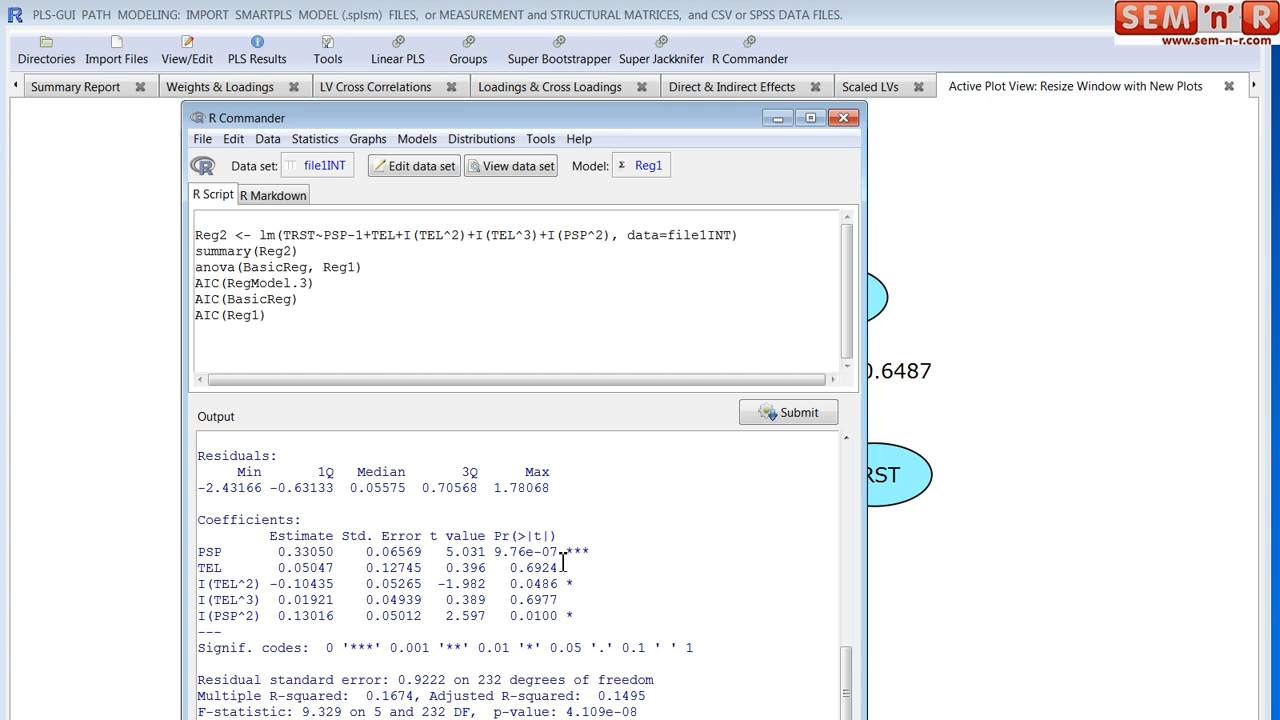 PLS-GUI PATH MODELING: IMPORT SMARTPLS MODEL (.splsm) FILES, or MEASUREMENT and STRUCTURAL MATRICES, and CSV or SPSS DATA FILES.
SEM 'n' R
www.sem-n-r.com
Directories Import Files View/Edit PLS Results Tools Linear PLS Groups Super Bootstrapper Super Jackknifer R Commander
Summary Report Weights & Loadings LV Cross Correlations Loadings & Cross Loadings Direct & Indirect Effects Scaled LVs Active Plot View: Resize Window with New Plots
R Commander
File Edit Data Statistics Graphs Models Distributions Tools Help
Data set: file1INT Edit data set View data set Model: Σ Reg1
R Script R Markdown
Reg2 <- lm(TRST~PSP-1+TEL+I(TEL^2)+I(TEL^3)+I(PSP^2), data=file1INT)
summary(Reg2)
anova(BasicReg, Reg1)
AIC(RegModel.3)
AIC(BasicReg)
AIC(Reg1)
0.6487
Output Submit
Residuals:
Min 1Q Median 3Q Max
-2.43166 -0.63133 0.05575 0.70568 1.78068
RST
Coefficients:
Estimate Std. Error t value Pr(>|t|)
PSP 0.33050 0.06569 5.031 9.76e-07 ***
TEL 0.05047 0.12745 0.396 0.6924
I(TEL^2) -0.10435 0.05265 -1.982 0.0486 *
I(TEL^3) 0.01921 0.04939 0.389 0.6977
I(PSP^2) 0.13016 0.05012 2.597 0.0100 *
---
Signif. codes: 0 '***' 0.001 '**' 0.01 '*' 0.05 '.' 0.1 ' ' 1
Residual standard error: 0.9222 on 232 degrees of freedom
Multiple R-squared: 0.1674, Adjusted R-squared: 0.1495
F-statistic: 9.329 on 5 and 232 DF, p-value: 4.109e-08